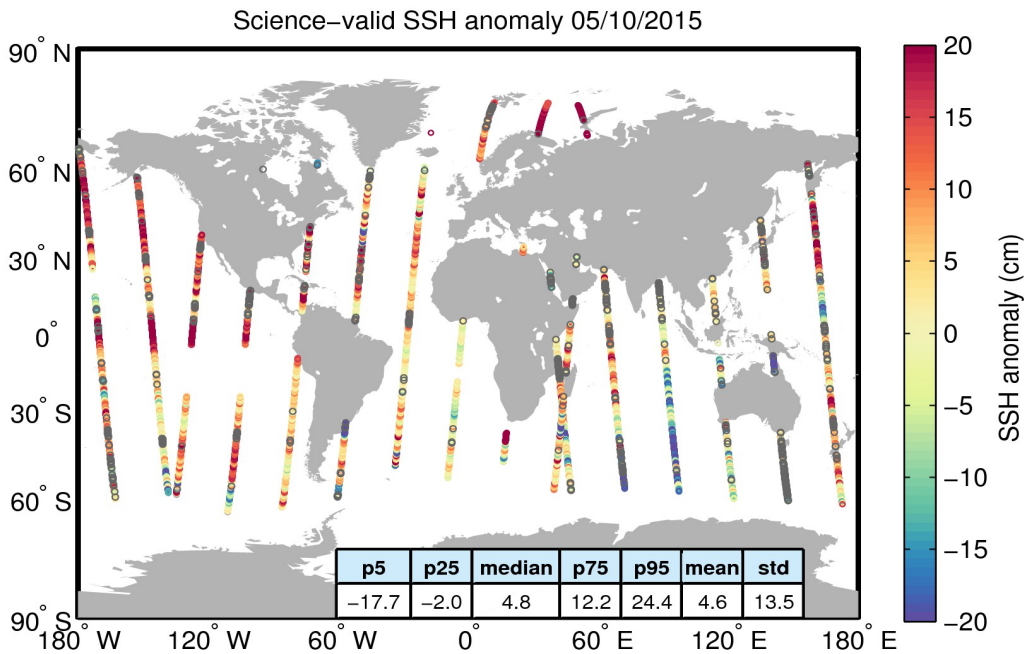 Science−valid SSH anomaly 05/10/2015
90° N
60° N
30° N
0°
30° S
60° S
90° S
180° W
120° W
60° W
0°
60° E
120° E
180° E
p5 p25 median p75 p95 mean std
−17.7 −2.0 4.8 12.2 24.4 4.6 13.5
20
15
10
5
0
−5
−10
−15
−20
SSH anomaly (cm)